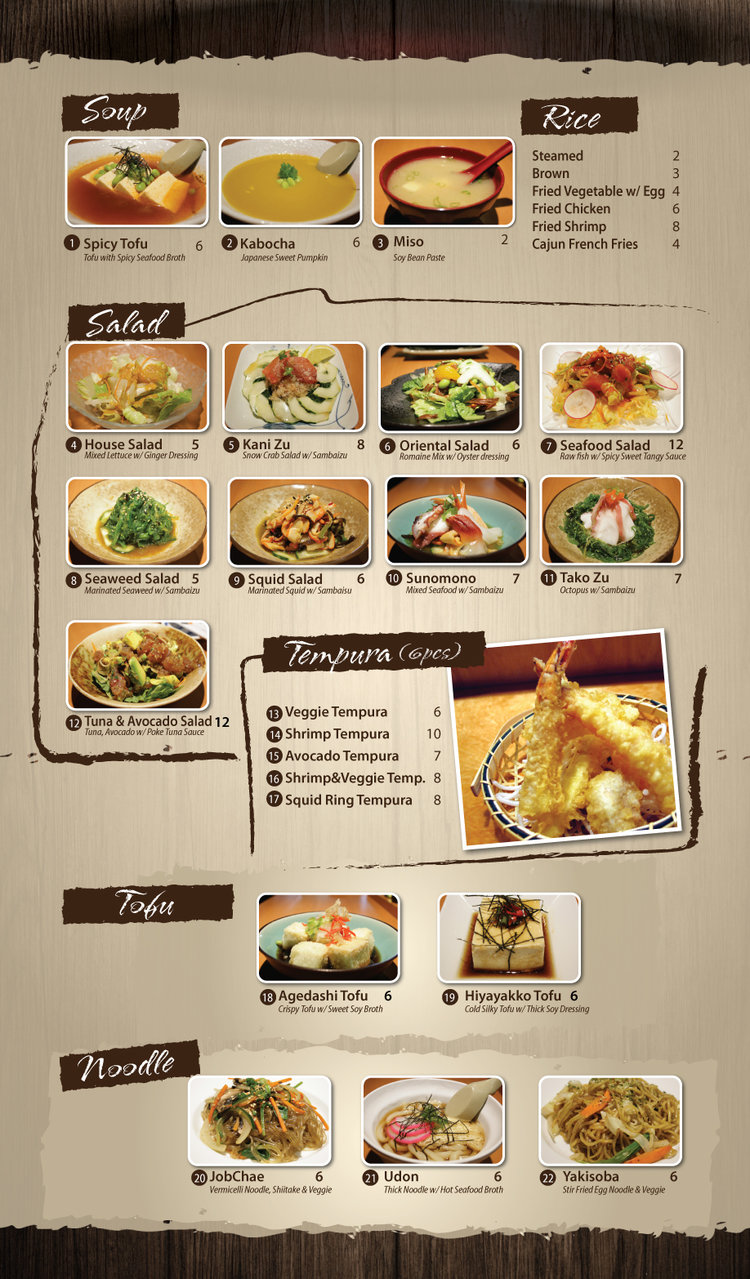 Soup
1 Spicy Tofu 6
Tofu with Spicy Seafood Broth
2 Kabocha 6
Japanese Sweet Pumpkin
3 Miso 2
Soy Bean Paste
Rice
Steamed 2
Brown 3
Fried Vegetable w/ Egg 4
Fried Chicken 6
Fried Shrimp 8
Cajun French Fries 4
Salad
4 House Salad 5
Mixed Lettuce w/ Ginger Dressing
5 Kani Zu 8
Snow Crab Salad w/ Sambaizu
6 Oriental Salad 6
Romaine Mix w/ Oyster dressing
7 Seafood Salad 12
Raw fish w/ Spicy Sweet Tangy Sauce
8 Seaweed Salad 5
Marinated Seaweed w/ Sambaizu
9 Squid Salad 6
Marinated Squid w/ Sambaisu
10 Sunomono 7
Mixed Seafood w/ Sambaizu
11 Tako Zu 7
Octopus w/ Sambaizu
12 Tuna & Avocado Salad 12
Tuna, Avocado w/ Poke Tuna Sauce
Tempura (6pcs)
13 Veggie Tempura 6
14 Shrimp Tempura 10
15 Avocado Tempura 7
16 Shrimp&Veggie Temp. 8
17 Squid Ring Tempura 8
Tofu
18 Agedashi Tofu 6
Crispy Tofu w/ Sweet Soy Broth
19 Hiyayakko Tofu 6
Cold Silky Tofu w/ Thick Soy Dressing
Noodle
20 JobChae 6
Vermicelli Noodle, Shiitake & Veggie
21 Udon 6
Thick Noodle w/ Hot Seafood Broth
22 Yakisoba 6
Stir Fried Egg Noodle & Veggie